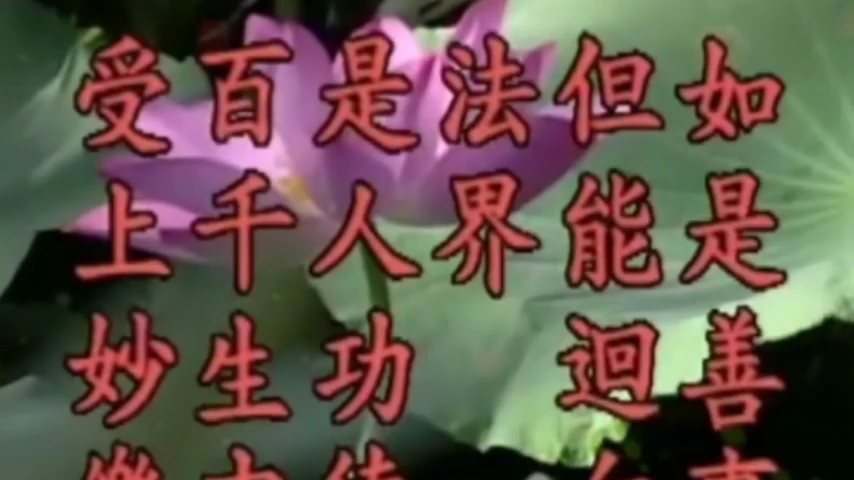 如是善
但能迴
法界
是人功
百千生
受上妙